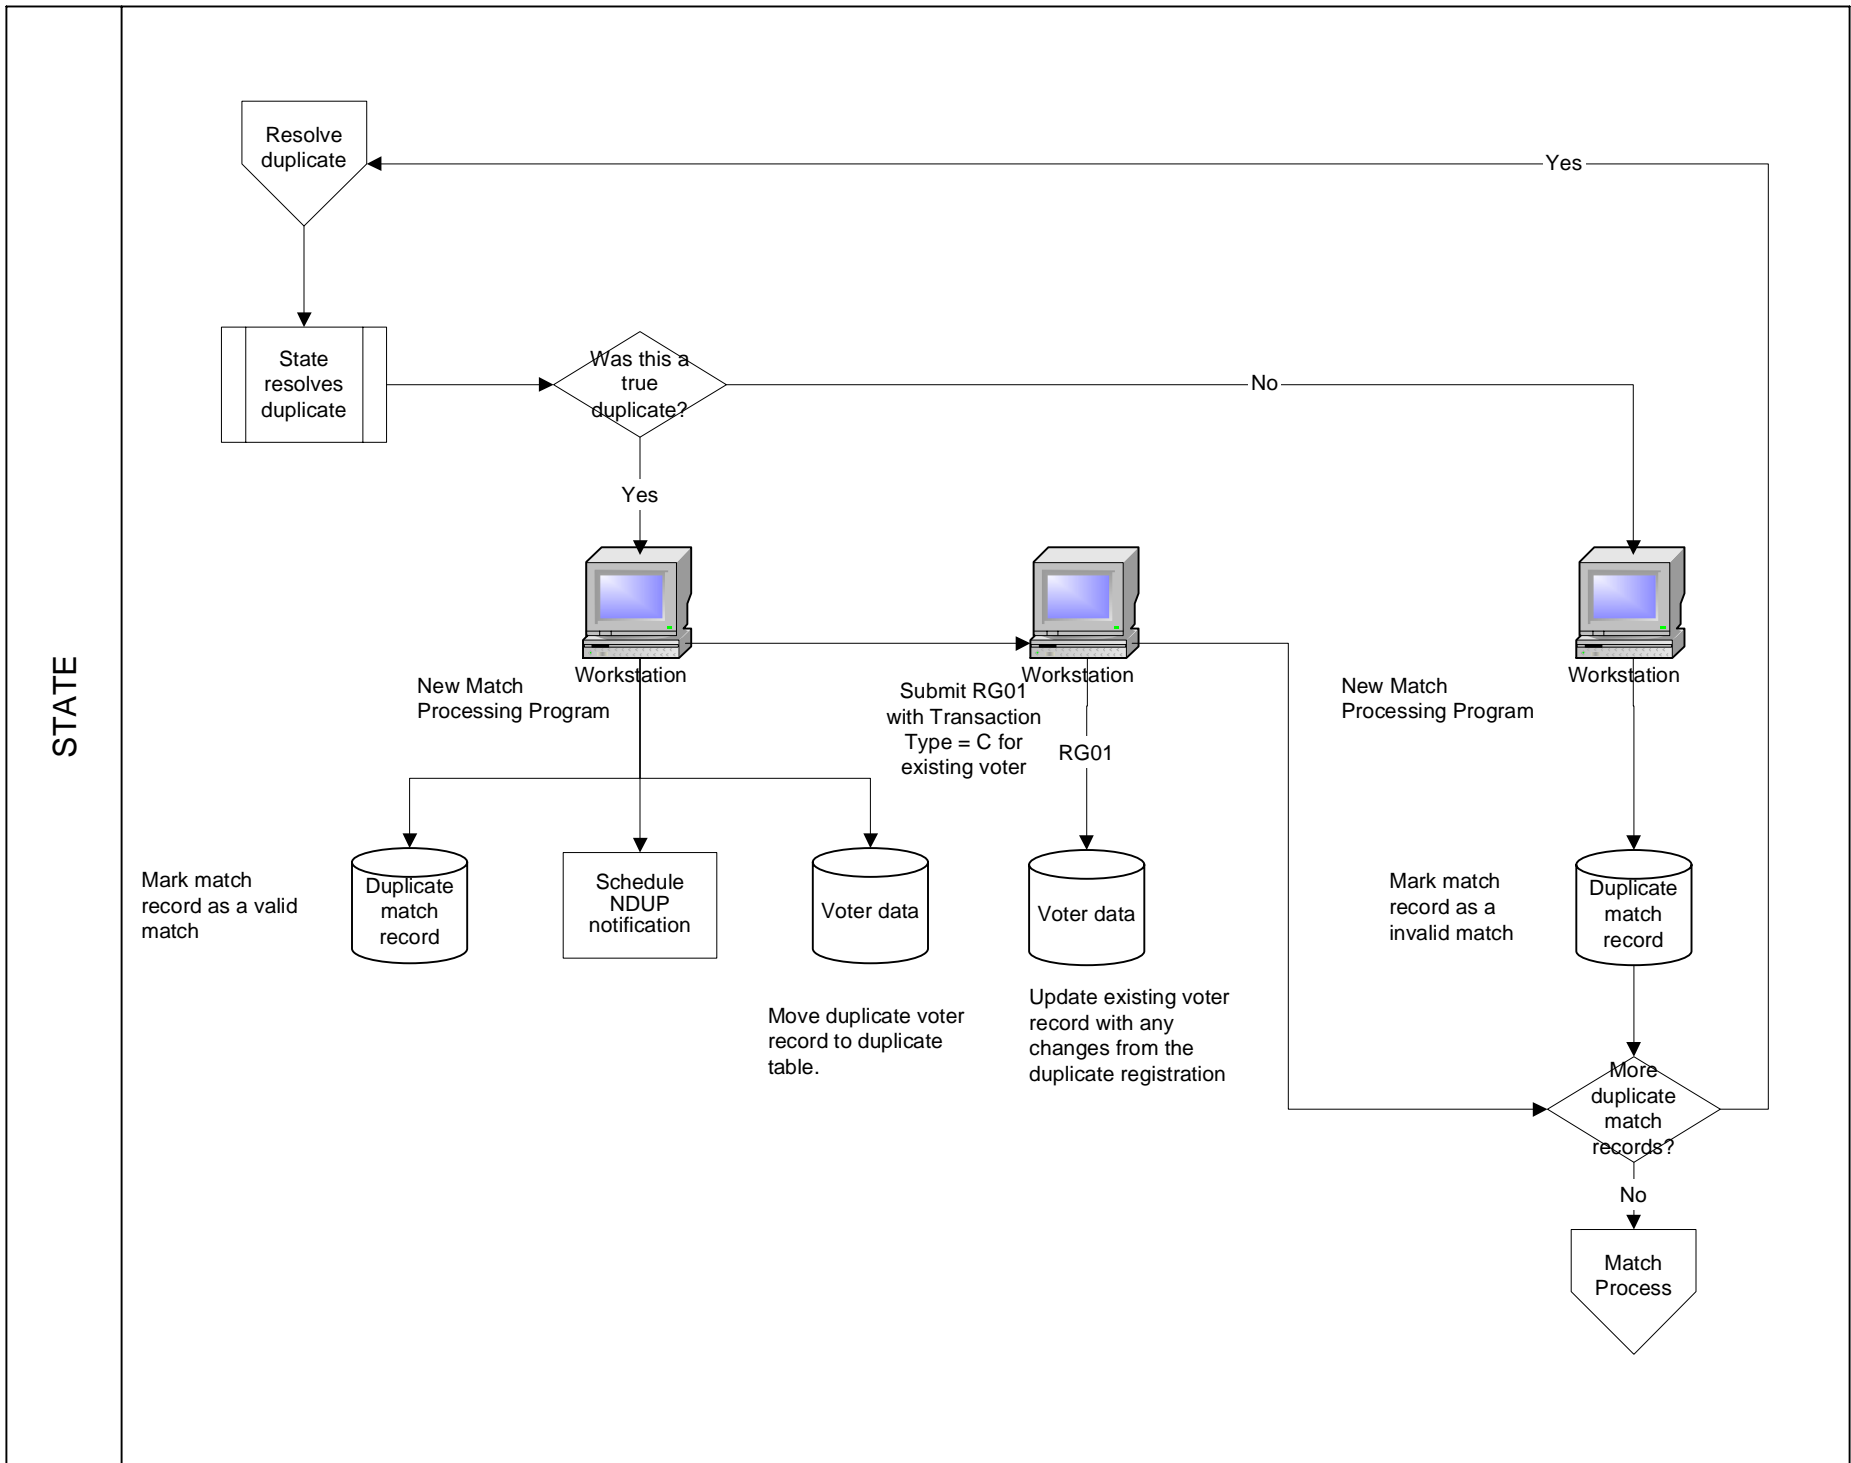 STATE
Resolve
duplicate
Yes
State
resolves
duplicate
Was this a
true
duplicate?
No
Yes
Workstation
New Match
Processing Program
Workstation
Submit RG01
with Transaction
Type = C for
existing voter
RG01
Workstation
New Match
Processing Program
Mark match
record as a valid
match
Duplicate
match
record
Schedule
NDUP
notification
Voter data
Move duplicate voter
record to duplicate
table.
Voter data
Update existing voter
record with any
changes from the
duplicate registration
Mark match
record as a
invalid match
Duplicate
match
record
More
duplicate
match
records?
No
Match
Process